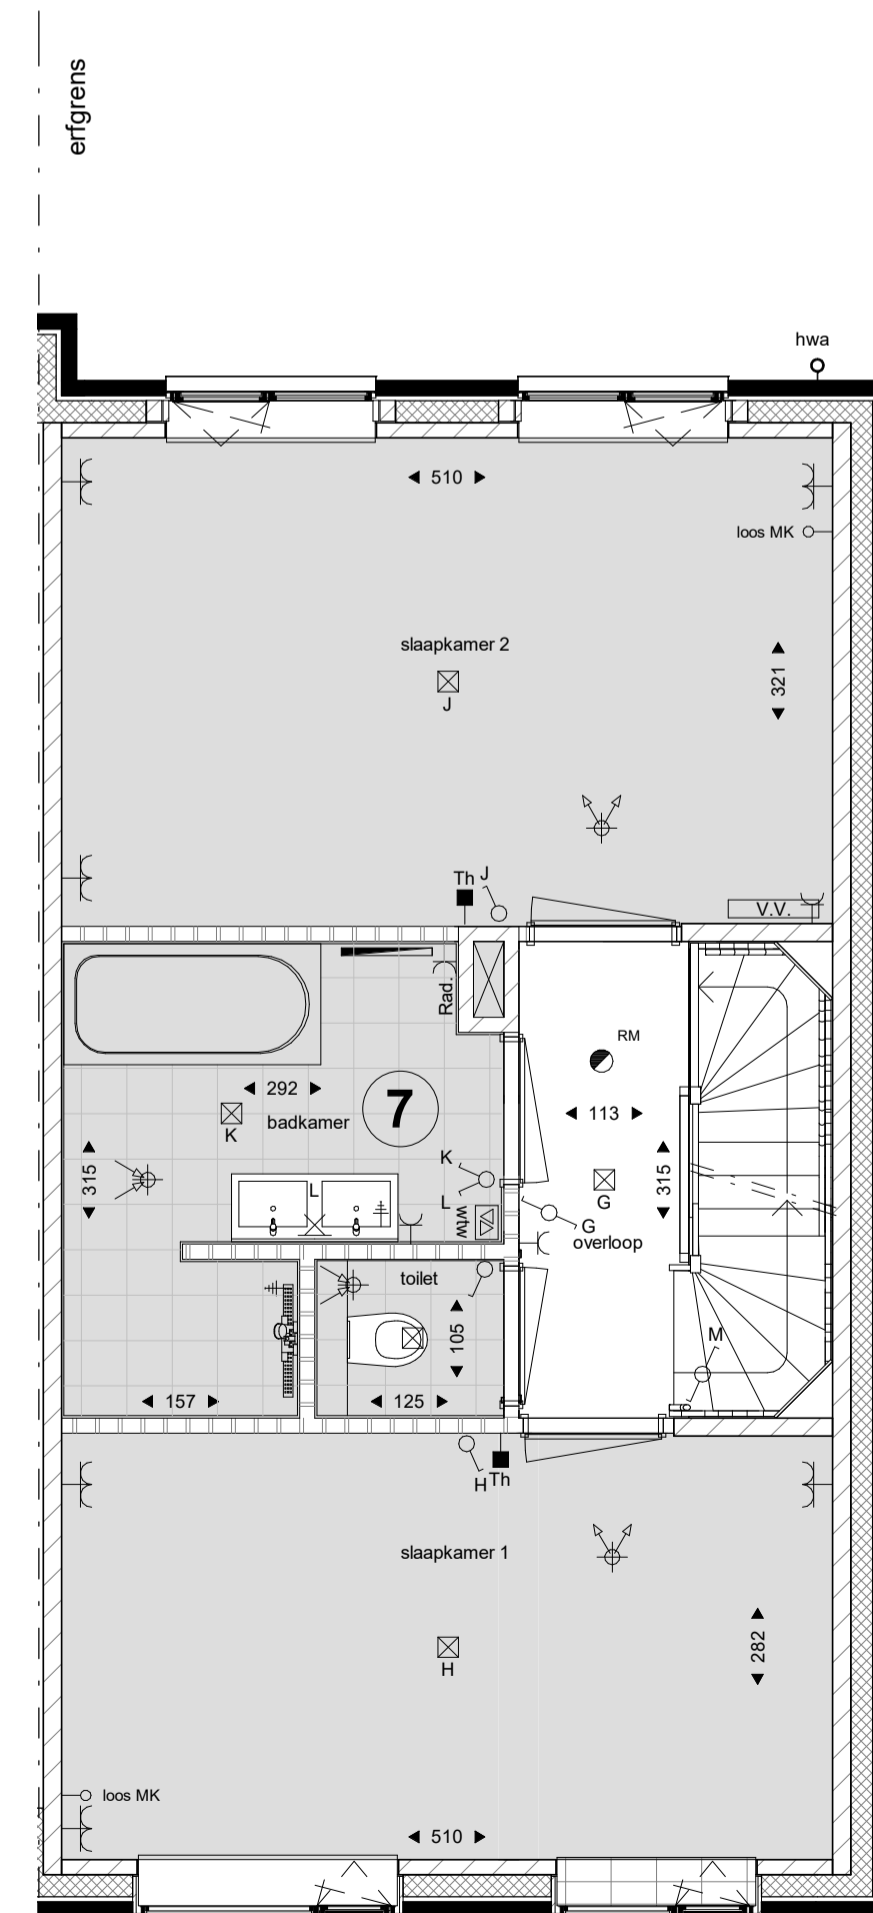 erfgrens
hwa
510
loos MK
slaapkamer 2
J
321
Th J
V.V.
Rad.
RM
292
7
113
K
badkamer
K
315
315
L
L
wtw
G
G
overloop
toilet
105
M
157
125
H
Th
slaapkamer 1
282
H
loos MK
510